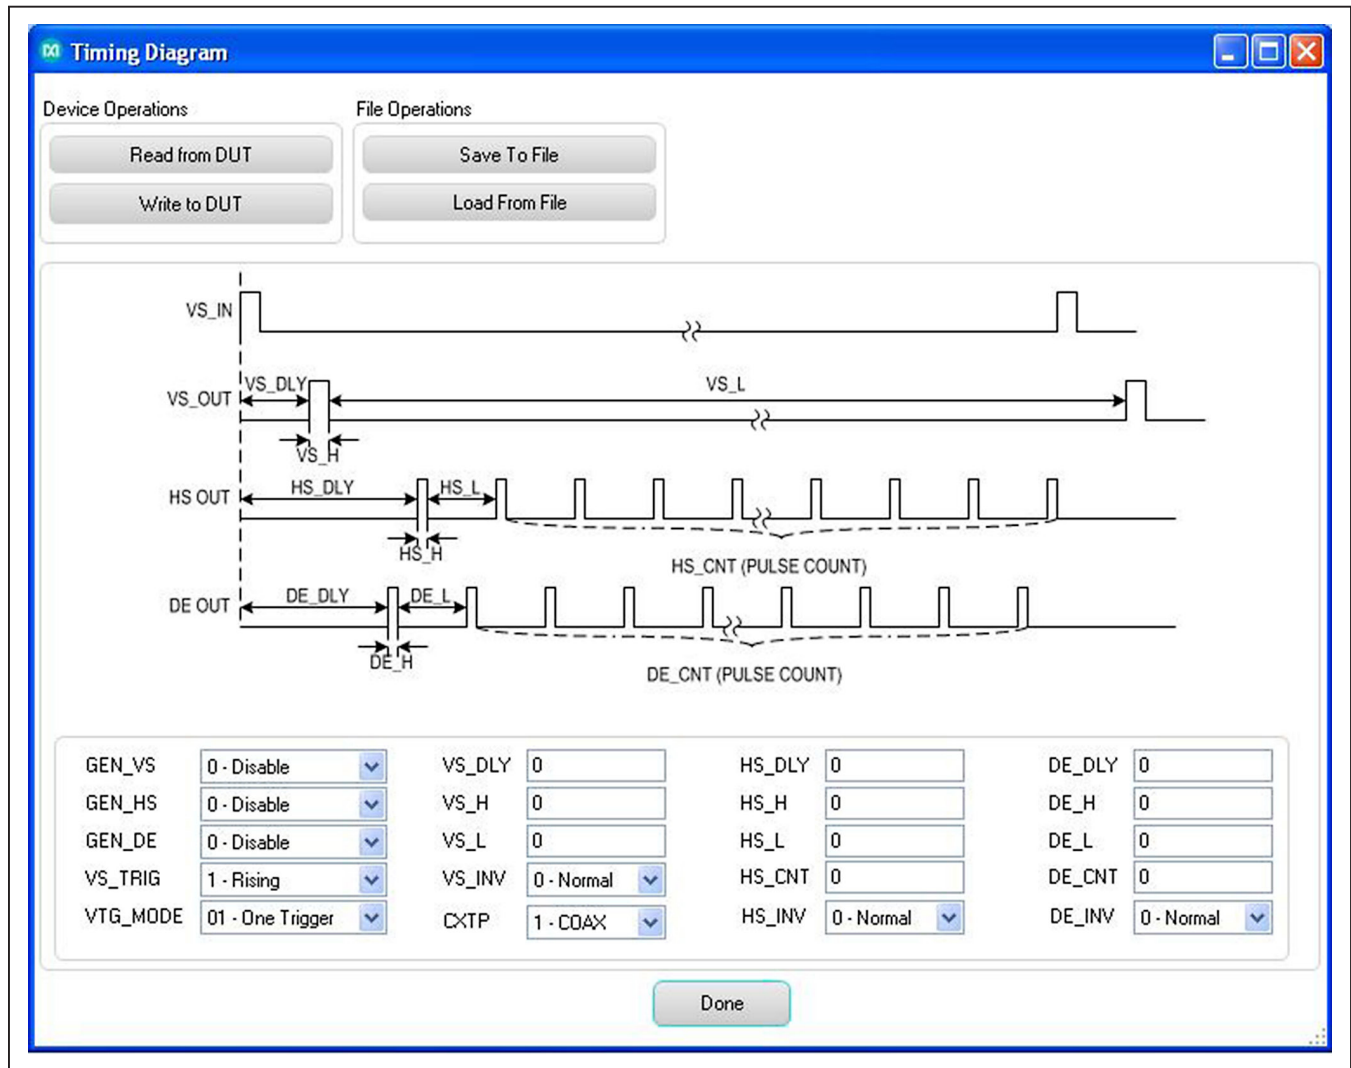 Timing Diagram
Device Operations
File Operations
Read from DUT
Save To File
Write to DUT
Load From File
VS_IN
VS_OUT
VS_DLY
VS_L
VS_H
HS OUT
HS_DLY
HS_L
HS_H
HS_CNT (PULSE COUNT)
DE OUT
DE_DLY
DE_L
DE_H
DE_CNT (PULSE COUNT)
GEN_VS 0 - Disable VS_DLY 0 HS_DLY 0 DE_DLY 0
GEN_HS 0 - Disable VS_H 0 HS_H 0 DE_H 0
GEN_DE 0 - Disable VS_L 0 HS_L 0 DE_L 0
VS_TRIG 1 - Rising VS_INV 0 - Normal HS_CNT 0 DE_CNT 0
VTG_MODE 01 - One Trigger CXTP 1 - COAX HS_INV 0 - Normal DE_INV 0 - Normal
Done